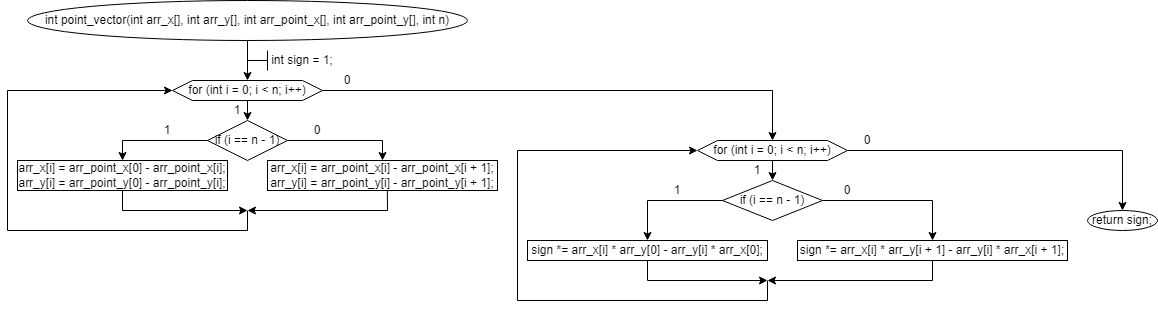 int point_vector(int arr_x[], int arr_y[], int arr_point_x[], int arr_point_y[], int n)
int sign = 1;
for (int i = 0; i < n; i++)
0
1
if (i == n - 1)
1
0
arr_x[i] = arr_point_x[0] - arr_point_x[i];
arr_y[i] = arr_point_y[0] - arr_point_y[i];
arr_x[i] = arr_point_x[i] - arr_point_x[i + 1];
arr_y[i] = arr_point_y[i] - arr_point_y[i + 1];
for (int i = 0; i < n; i++)
0
1
if (i == n - 1)
1
0
sign *= arr_x[i] * arr_y[0] - arr_y[i] * arr_x[0];
sign *= arr_x[i] * arr_y[i + 1] - arr_y[i] * arr_x[i + 1];
return sign;